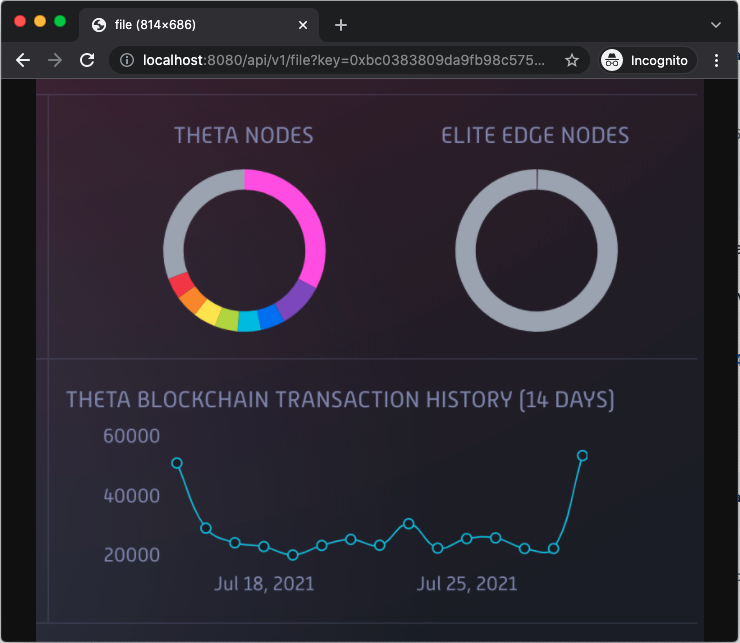 file (814×686)
localhost:8080/api/v1/file?key=0xbc0383809da9fb98c575...
Incognito
THETA NODES
ELITE EDGE NODES
THETA BLOCKCHAIN TRANSACTION HISTORY (14 DAYS)
60000
40000
20000
Jul 18, 2021
Jul 25, 2021